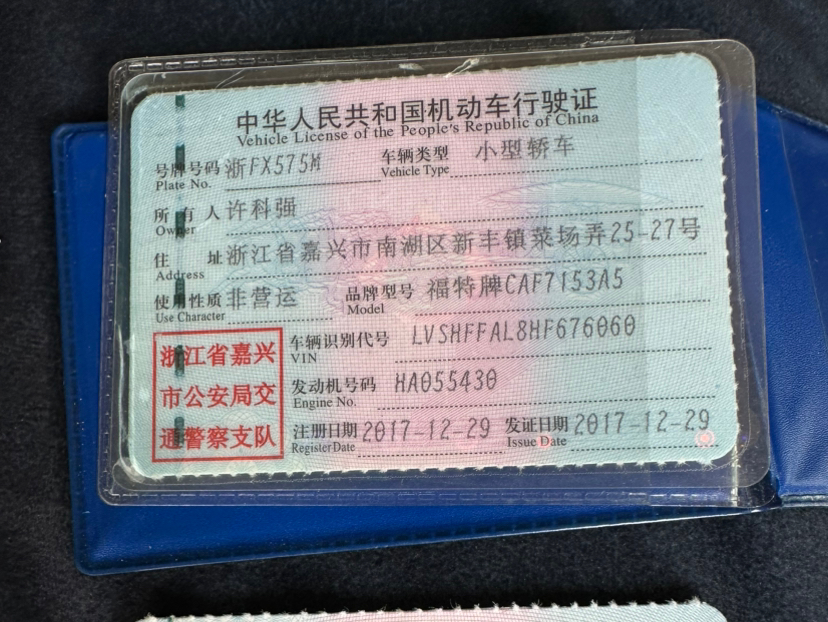 中华人民共和国机动车行驶证
Vehicle License of the People's Republic of China
号牌号码 浙FX575M 车辆类型 小型轿车
Plate No. Vehicle Type
所有人 许科强
Owner
住址 浙江省嘉兴市南湖区新丰镇菜场弄25-27号
Address
使用性质 非营运 品牌型号 福特牌CAF7153A5
Use Character Model
浙江省嘉兴
市公安局交
通警察支队
车辆识别代号 LVSHFFAL8HF676060
VIN
发动机号码 HA055430
Engine No.
注册日期 2017-12-29 发证日期 2017-12-29
Register Date Issue Date